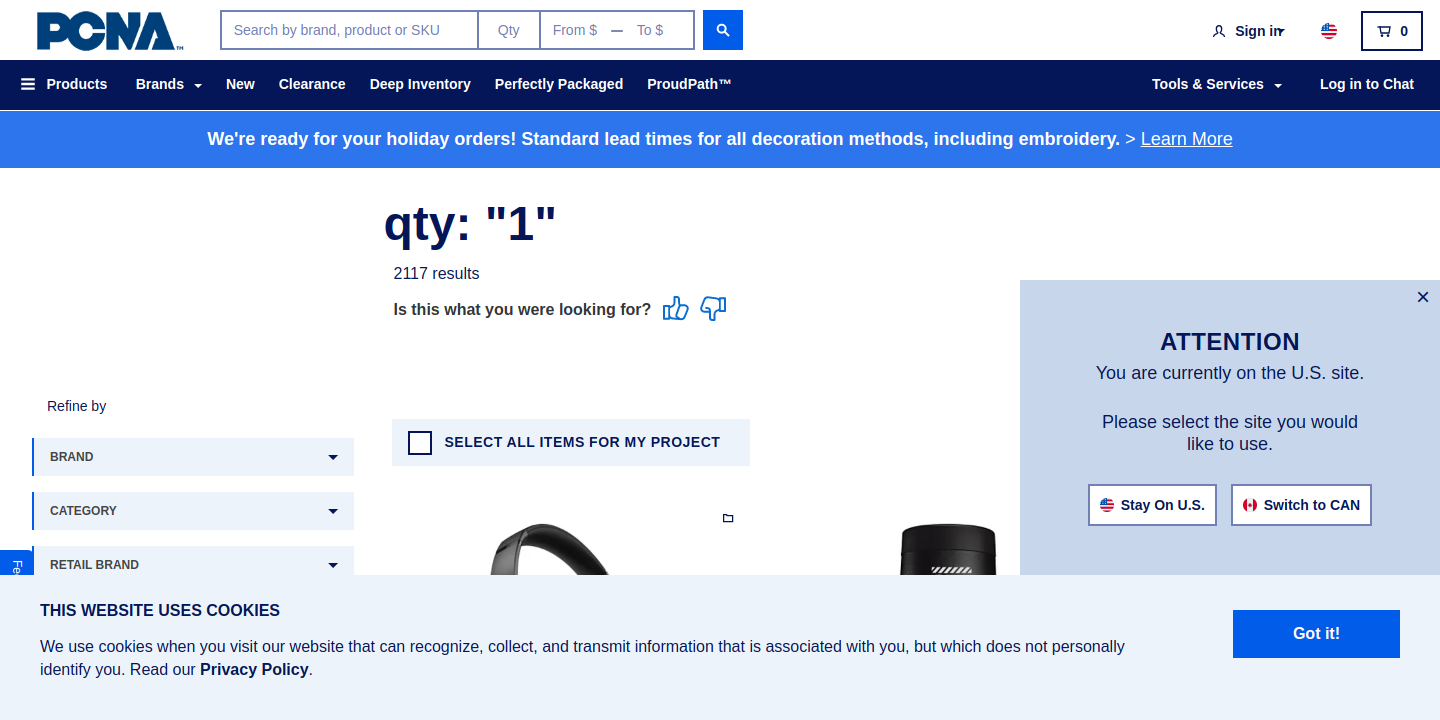 PCNA™
Search by brand, product or SKU
Qty
From $ — To $
Sign in
0
Products
Brands
New
Clearance
Deep Inventory
Perfectly Packaged
ProudPath™
Tools & Services
Log in to Chat
We're ready for your holiday orders! Standard lead times for all decoration methods, including embroidery. > Learn More
qty: "1"
2117 results
Is this what you were looking for?
×
ATTENTION
You are currently on the U.S. site.
Please select the site you would
like to use.
Stay On U.S.
Switch to CAN
Refine by
BRAND
CATEGORY
RETAIL BRAND
SELECT ALL ITEMS FOR MY PROJECT
THIS WEBSITE USES COOKIES
We use cookies when you visit our website that can recognize, collect, and transmit information that is associated with you, but which does not personally
identify you. Read our Privacy Policy.
Got it!